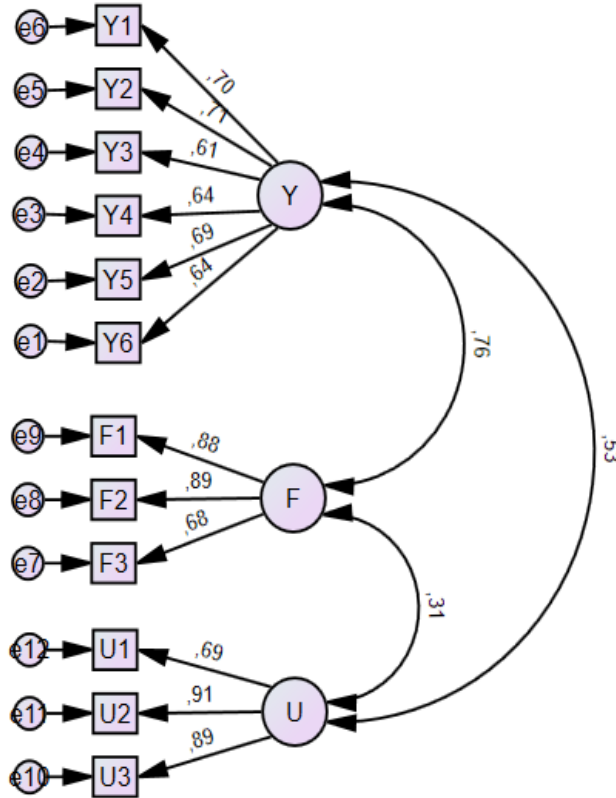 e6 Y1
,70
e5 Y2
,71
e4 Y3
,61
Y
e3 Y4
,64
e2 Y5
,69
e1 Y6
,64
,76
,53
e9 F1
,88
e8 F2
,89
F
e7 F3
,68
,31
e12 U1
,69
e11 U2
,91
U
e10 U3
,89